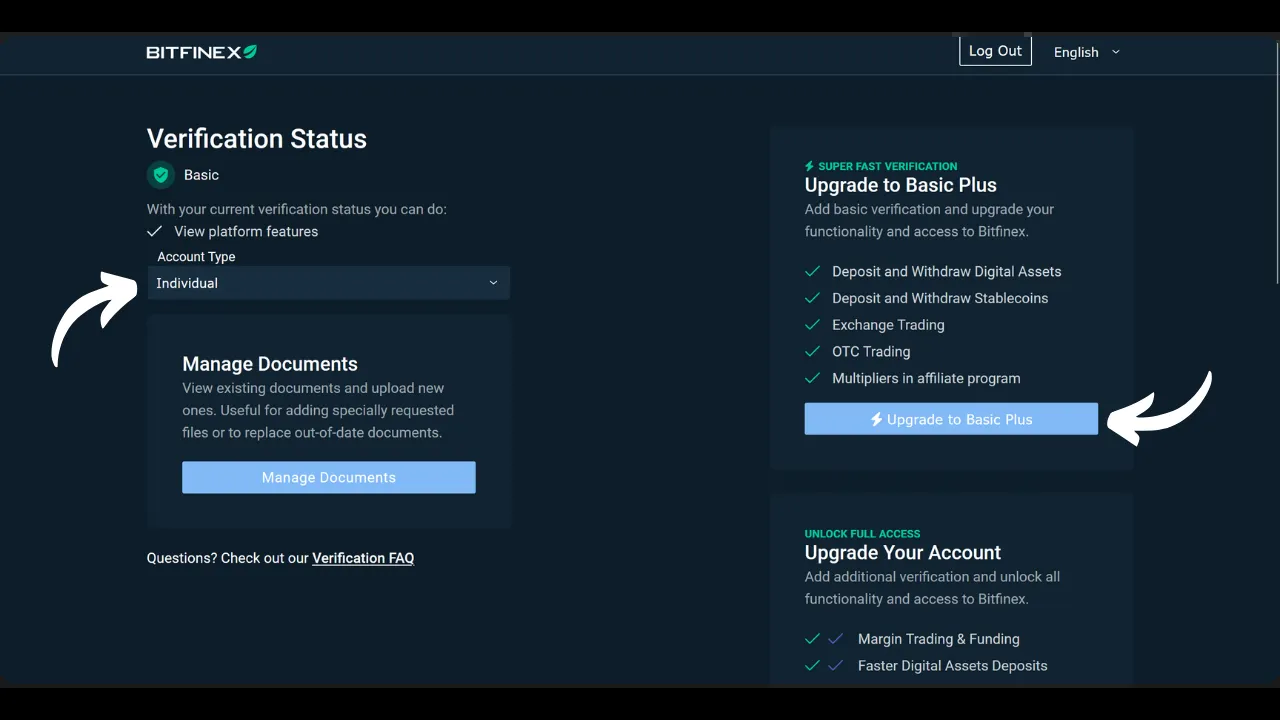 BITFINEX
Log Out
English
Verification Status
Basic
With your current verification status you can do:
View platform features
Account Type
Individual
Manage Documents
View existing documents and upload new
ones. Useful for adding specially requested
files or to replace out-of-date documents.
Manage Documents
Questions? Check out our Verification FAQ
SUPER FAST VERIFICATION
Upgrade to Basic Plus
Add basic verification and upgrade your
functionality and access to Bitfinex.
Deposit and Withdraw Digital Assets
Deposit and Withdraw Stablecoins
Exchange Trading
OTC Trading
Multipliers in affiliate program
Upgrade to Basic Plus
UNLOCK FULL ACCESS
Upgrade Your Account
Add additional verification and unlock all
functionality and access to Bitfinex.
Margin Trading & Funding
Faster Digital Assets Deposits